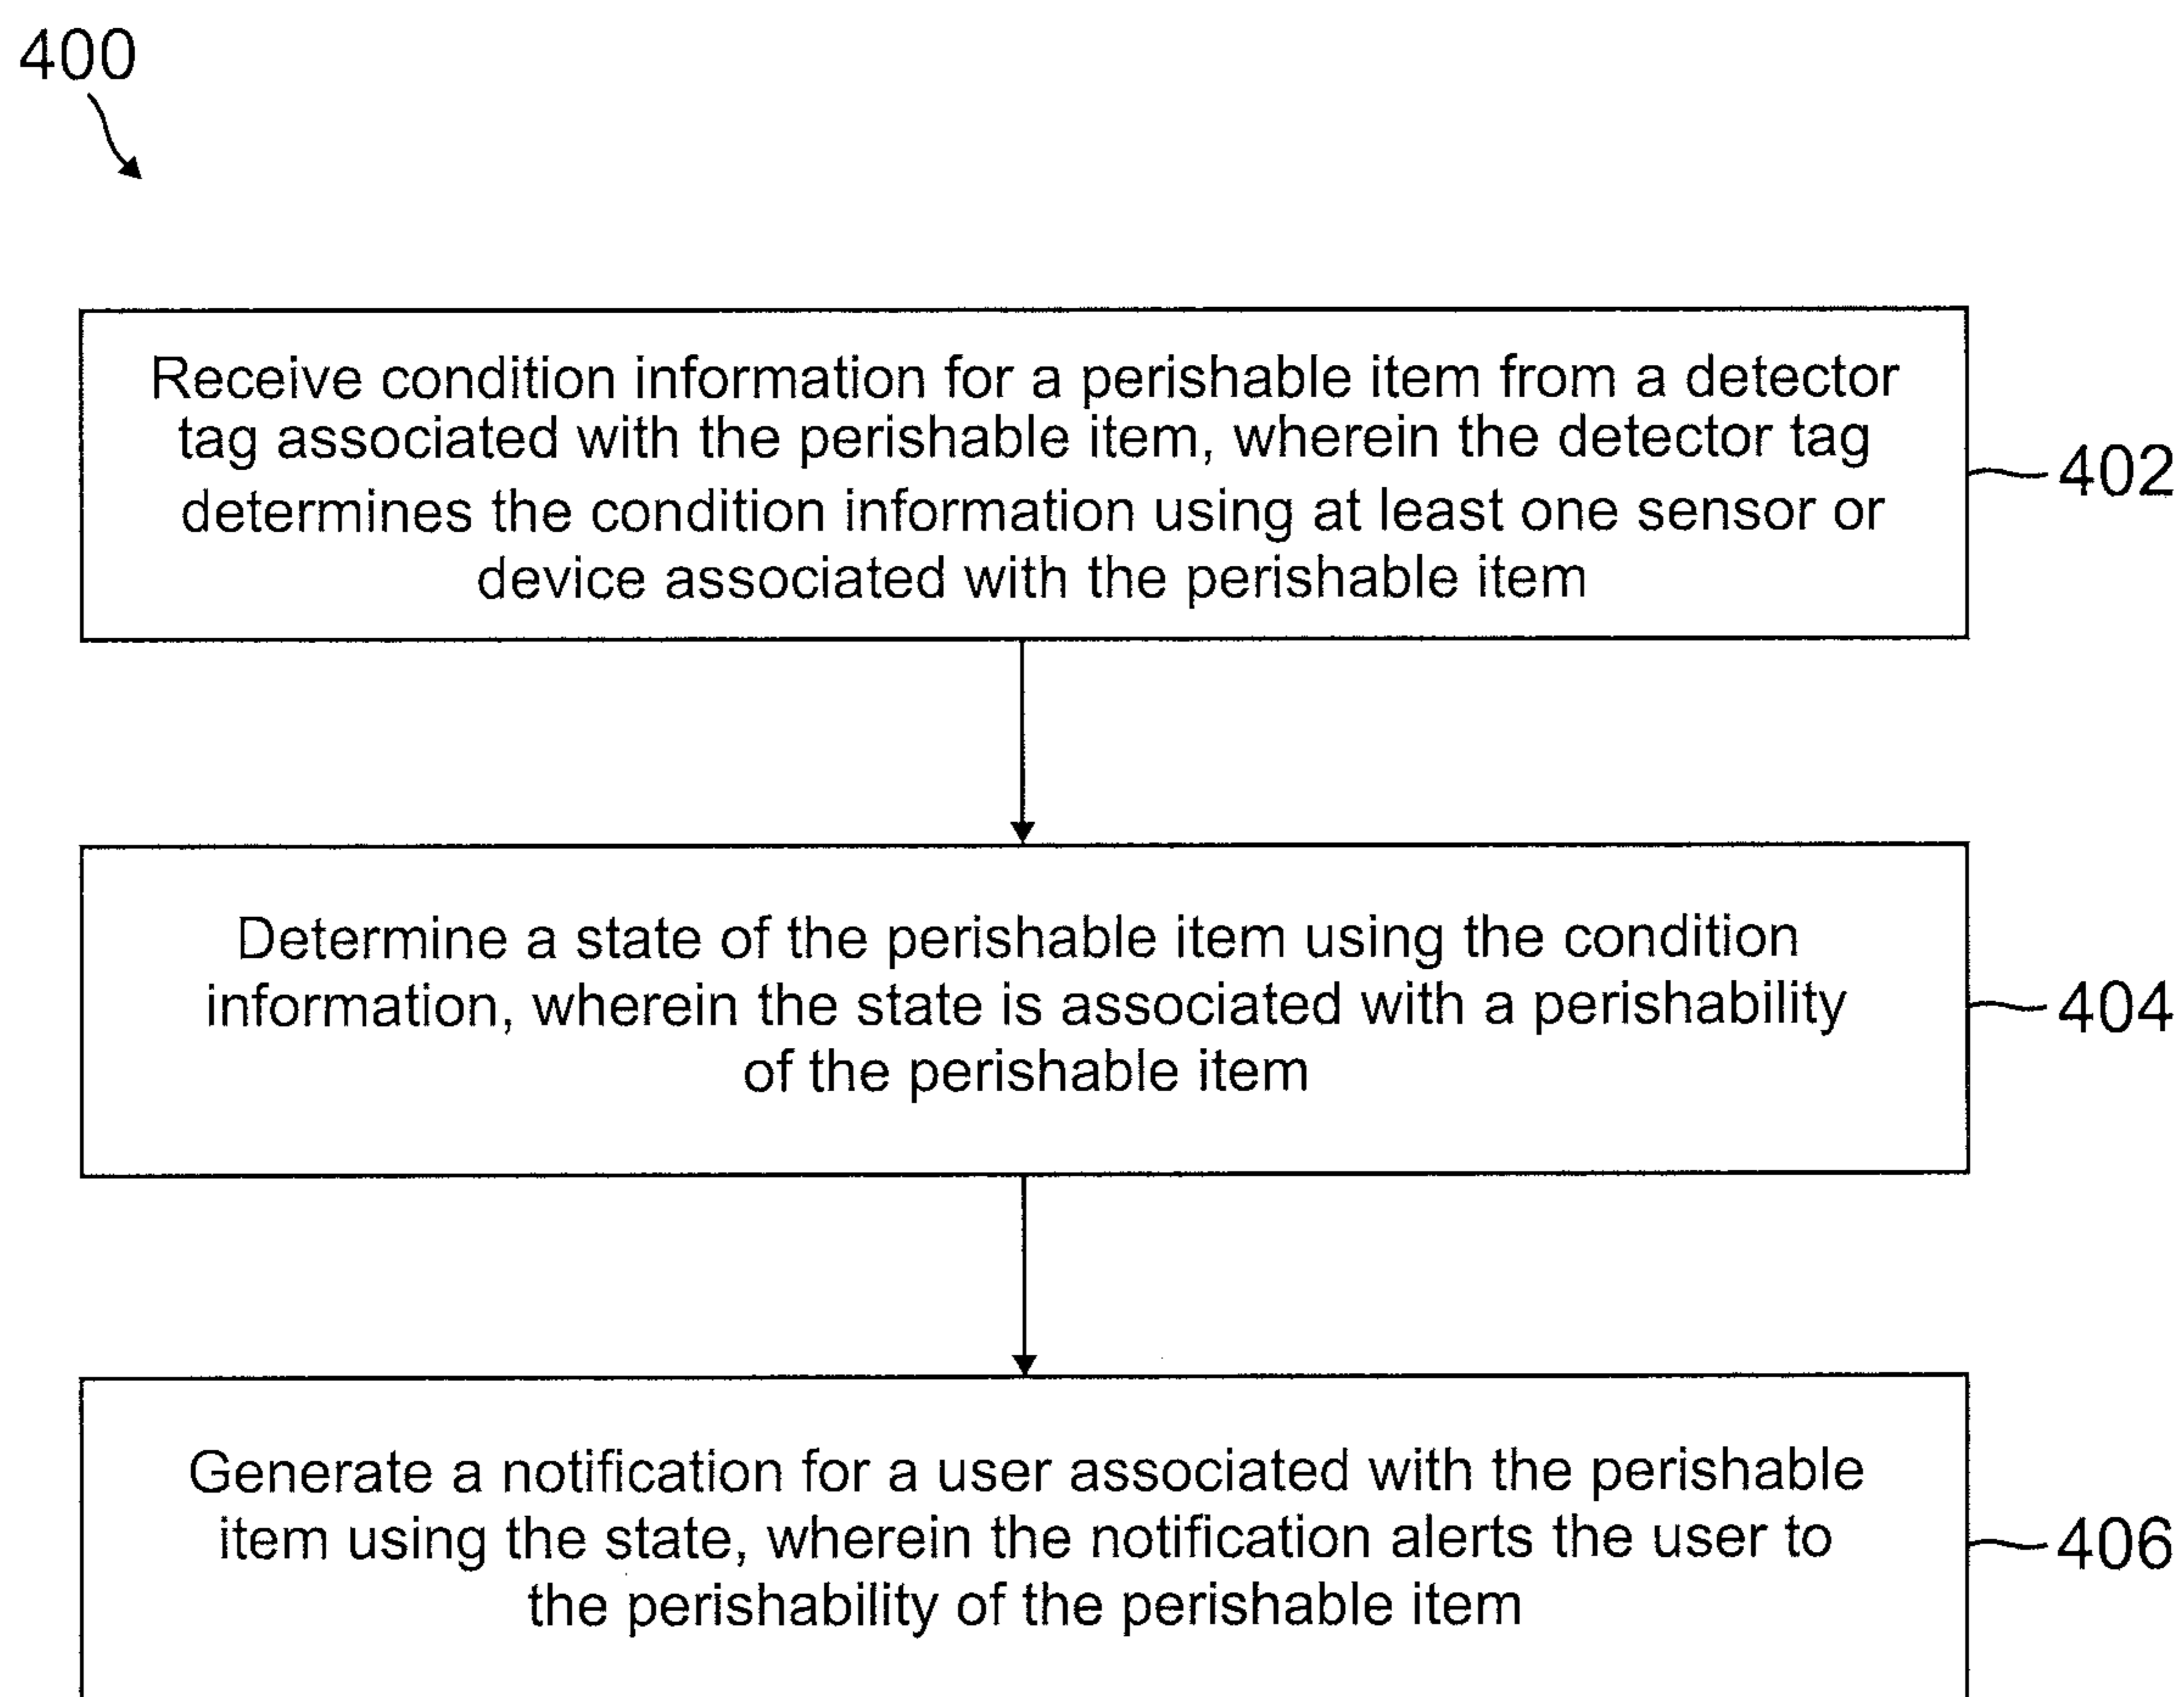 400
Receive condition information for a perishable item from a detector
tag associated with the perishable item, wherein the detector tag
determines the condition information using at least one sensor or
device associated with the perishable item
402
Determine a state of the perishable item using the condition
information, wherein the state is associated with a perishability
of the perishable item
404
Generate a notification for a user associated with the perishable
item using the state, wherein the notification alerts the user to
the perishability of the perishable item
406